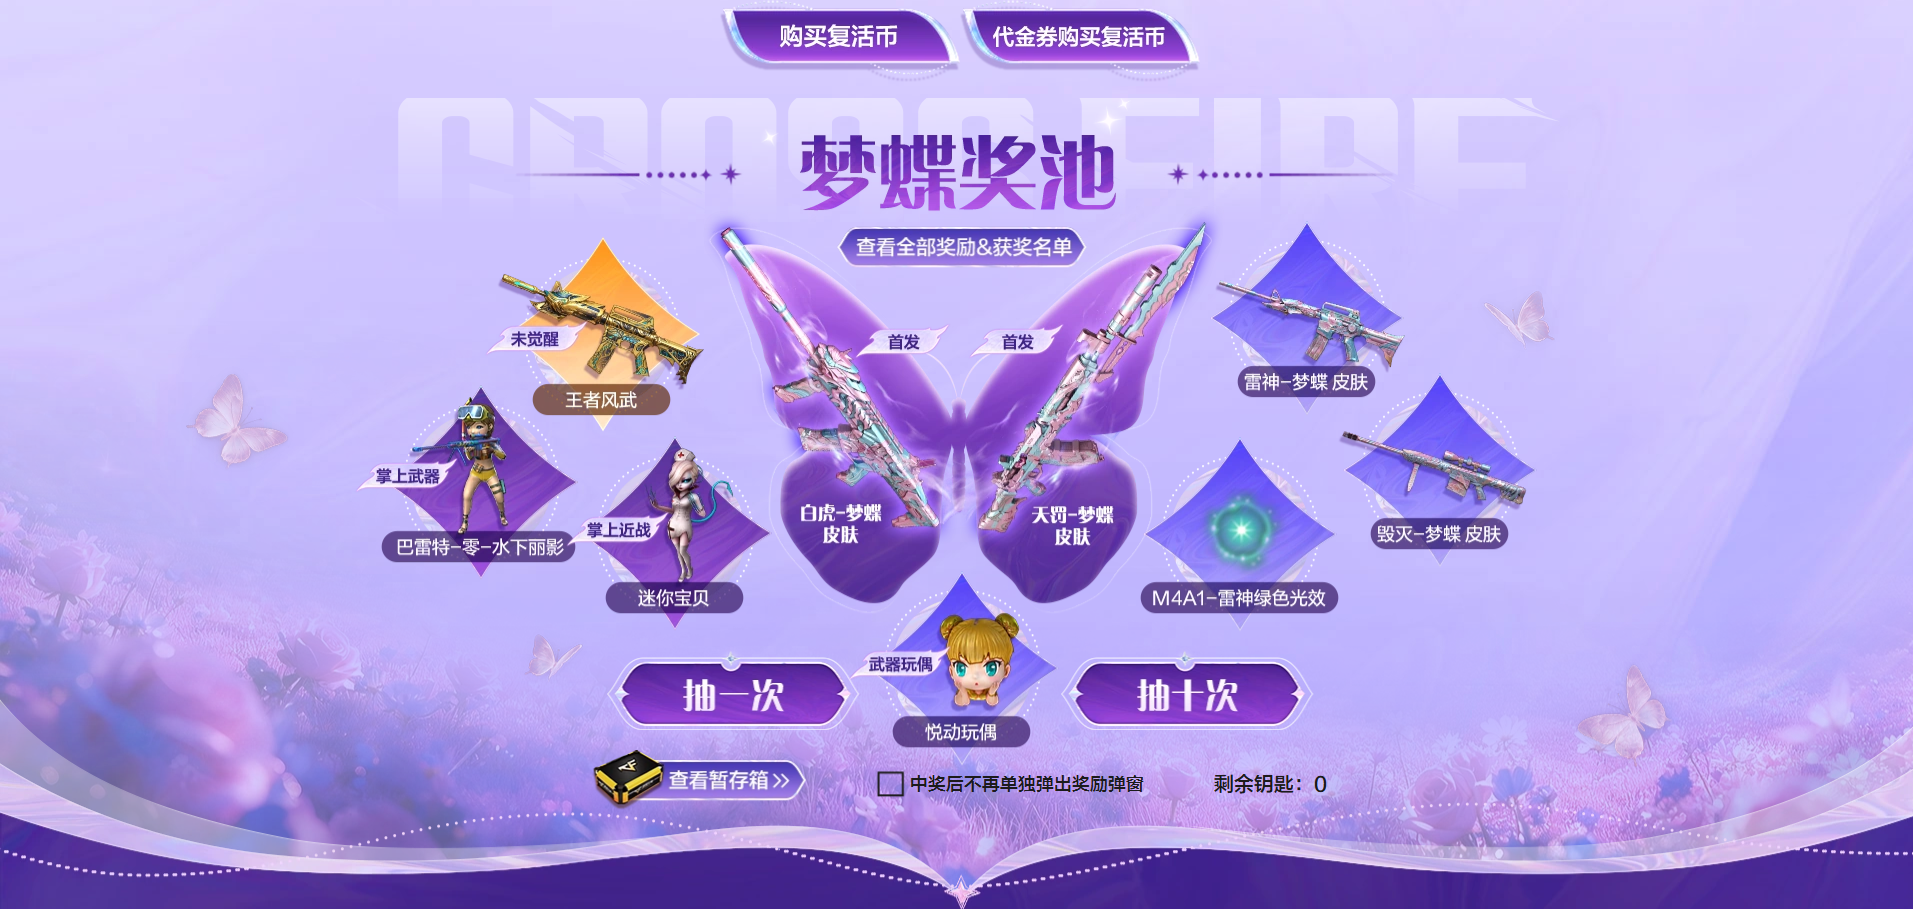 购买复活币
代金券购买复活币
CROSS FIRE
梦蝶奖池
查看全部奖励&获奖名单
未觉醒
王者风武
首发
首发
雷神-梦蝶 皮肤
掌上武器
巴雷特-零-水下丽影
掌上近战
迷你宝贝
白虎-梦蝶
皮肤
天罚-梦蝶
皮肤
毁灭-梦蝶 皮肤
M4A1-雷神绿色光效
武器玩偶
悦动玩偶
抽一次
抽十次
查看暂存箱
中奖后不再单独弹出奖励弹窗
剩余钥匙：0